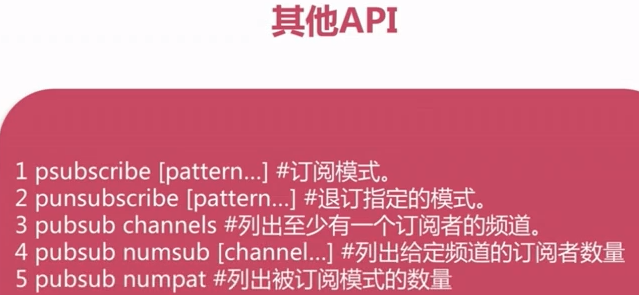 其他API
1 psubscribe [pattern...] #订阅模式。
2 punsubscribe [pattern...] #退订指定的模式。
3 pubsub channels #列出至少有一个订阅者的频道。
4 pubsub numsub [channel...] #列出给定频道的订阅者数量
5 pubsub numpat #列出被订阅模式的数量